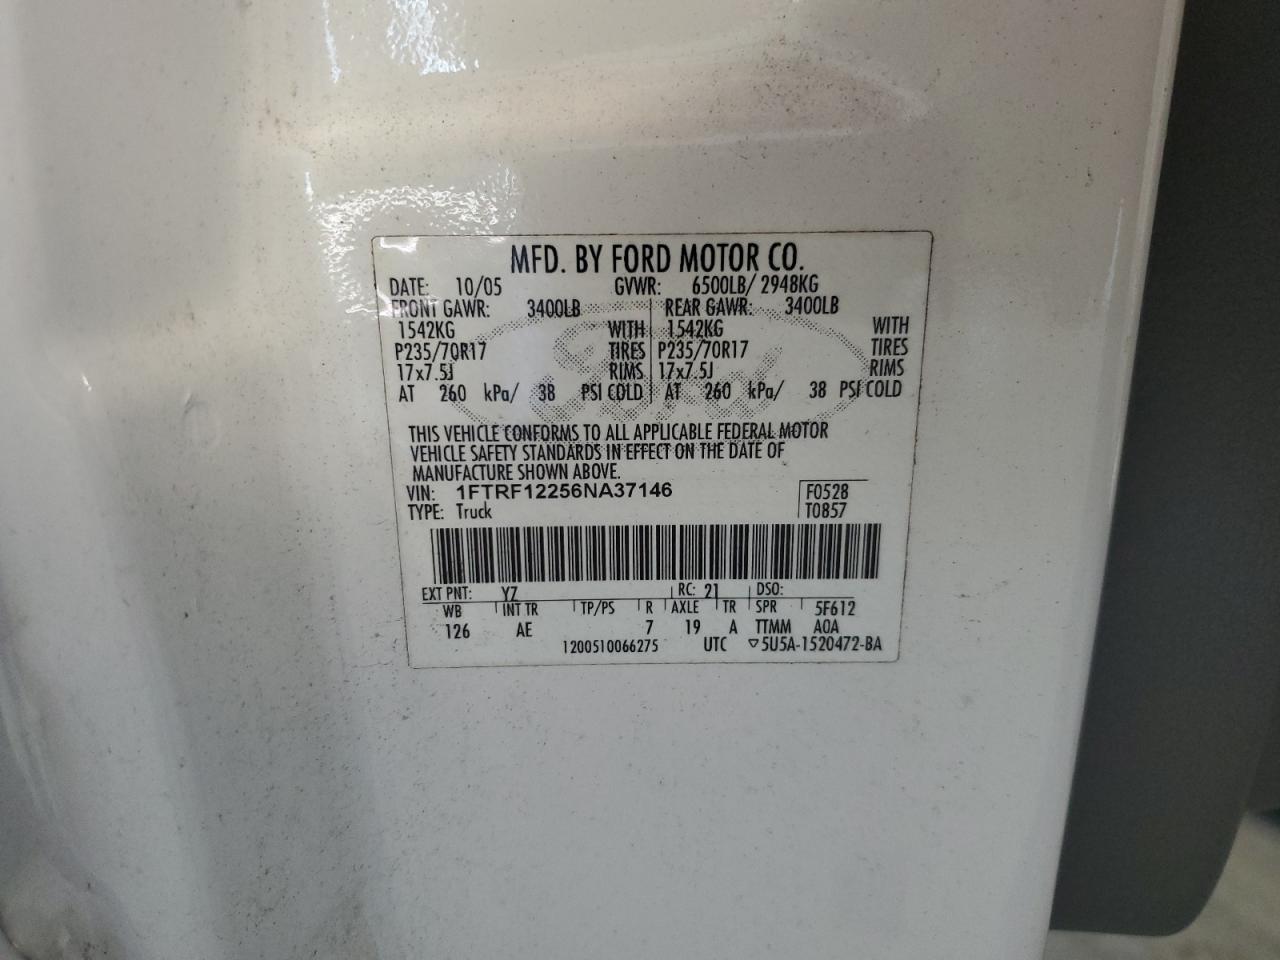 MFD. BY FORD MOTOR CO.
DATE: 10/05 GVWR: 6500LB/ 2948KG
FRONT GAWR: 3400LB REAR GAWR: 3400LB
1542KG WITH 1542KG WITH
P235/70R17 TIRES P235/70R17 TIRES
17x7.5J RIMS 17x7.5J RIMS
AT 260 kPa/ 38 PSI COLD AT 260 kPa/ 38 PSI COLD
Ford
THIS VEHICLE CONFORMS TO ALL APPLICABLE FEDERAL MOTOR
VEHICLE SAFETY STANDARDS IN EFFECT ON THE DATE OF
MANUFACTURE SHOWN ABOVE.
VIN: 1FTRF12256NA37146 F0528
TYPE: Truck T0857
EXT PNT: YZ RC: 21 DSO:
WB INT TR TP/PS R AXLE TR SPR 5F612
126 AE 7 19 A TTMM AOA
1200510066275 UTC ▽5U5A-1520472-BA